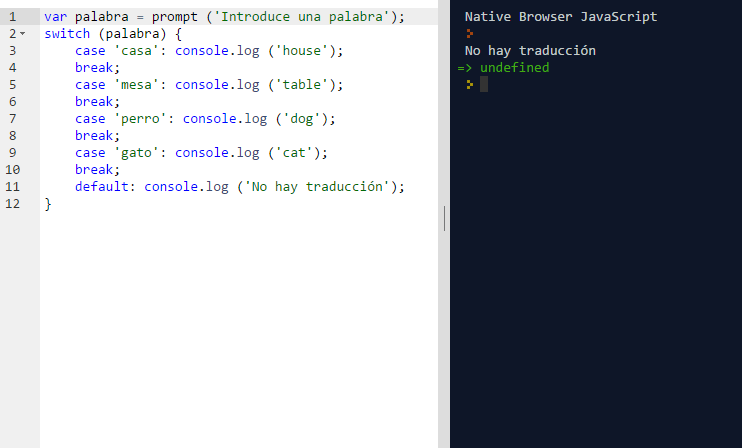 1 var palabra = prompt ('Introduce una palabra');
2 switch (palabra) {
3 case 'casa': console.log ('house');
4 break;
5 case 'mesa': console.log ('table');
6 break;
7 case 'perro': console.log ('dog');
8 break;
9 case 'gato': console.log ('cat');
10 break;
11 default: console.log ('No hay traducción');
12 }
Native Browser JavaScript
No hay traducción
=> undefined